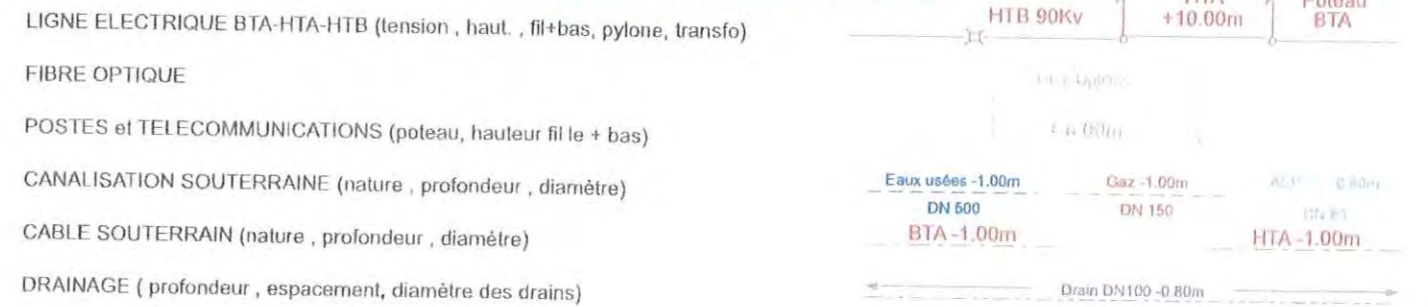 LIGNE ELECTRIQUE BTA-HTA-HTB (tension , haut. , fil+bas, pylone, transfo)
HTB 90Kv
+10.00m
Poteau
BTA
FIBRE OPTIQUE
POSTES et TELECOMMUNICATIONS (poteau, hauteur fil le + bas)
CANALISATION SOUTERRAINE (nature , profondeur , diamètre)
Eaux usées -1.00m
Gaz -1.00m
DN 500
DN 150
CABLE SOUTERRAIN (nature , profondeur , diamètre)
BTA -1.00m
HTA -1.00m
DRAINAGE ( profondeur , espacement, diamètre des drains)
Drain DN100 -0.80m